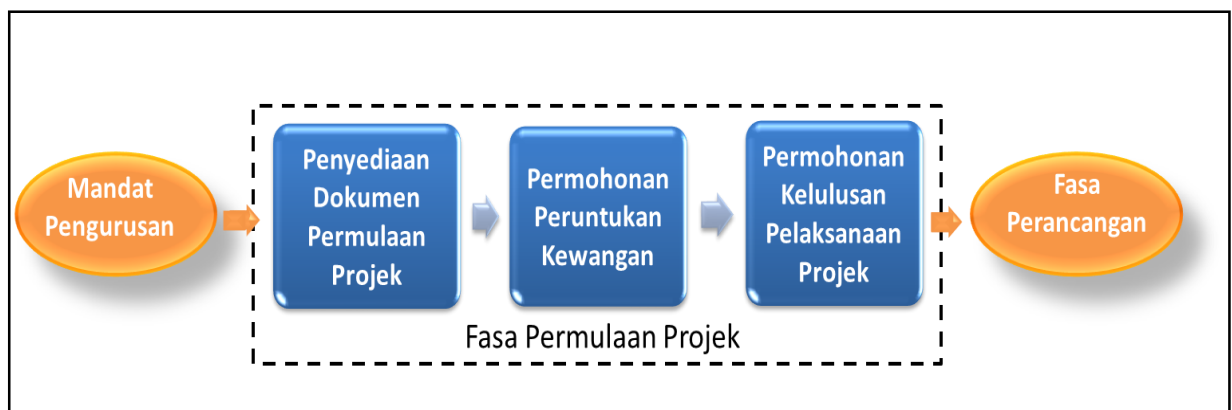 Mandat
Pengurusan
Penyediaan
Dokumen
Permulaan
Projek
Permohonan
Peruntukan
Kewangan
Permohonan
Kelulusan
Pelaksanaan
Projek
Fasa
Perancangan
Fasa Permulaan Projek